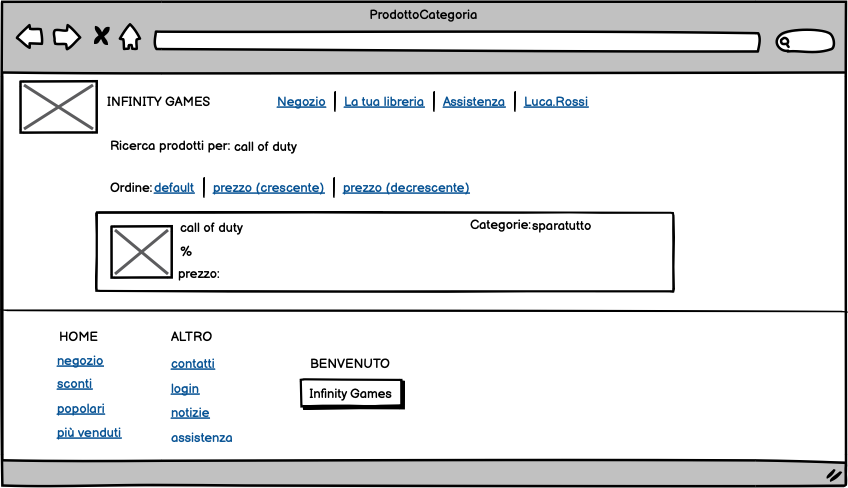 ProdottoCategoria
INFINITY GAMES
Negozio La tua libreria Assistenza Luca.Rossi
Ricerca prodotti per: call of duty
Ordine: default prezzo (crescente) prezzo (decrescente)
call of duty Categorie: sparatutto
%
prezzo:
HOME
negozio
sconti
popolari
più venduti
ALTRO
contatti
login
notizie
assistenza
BENVENUTO
Infinity Games